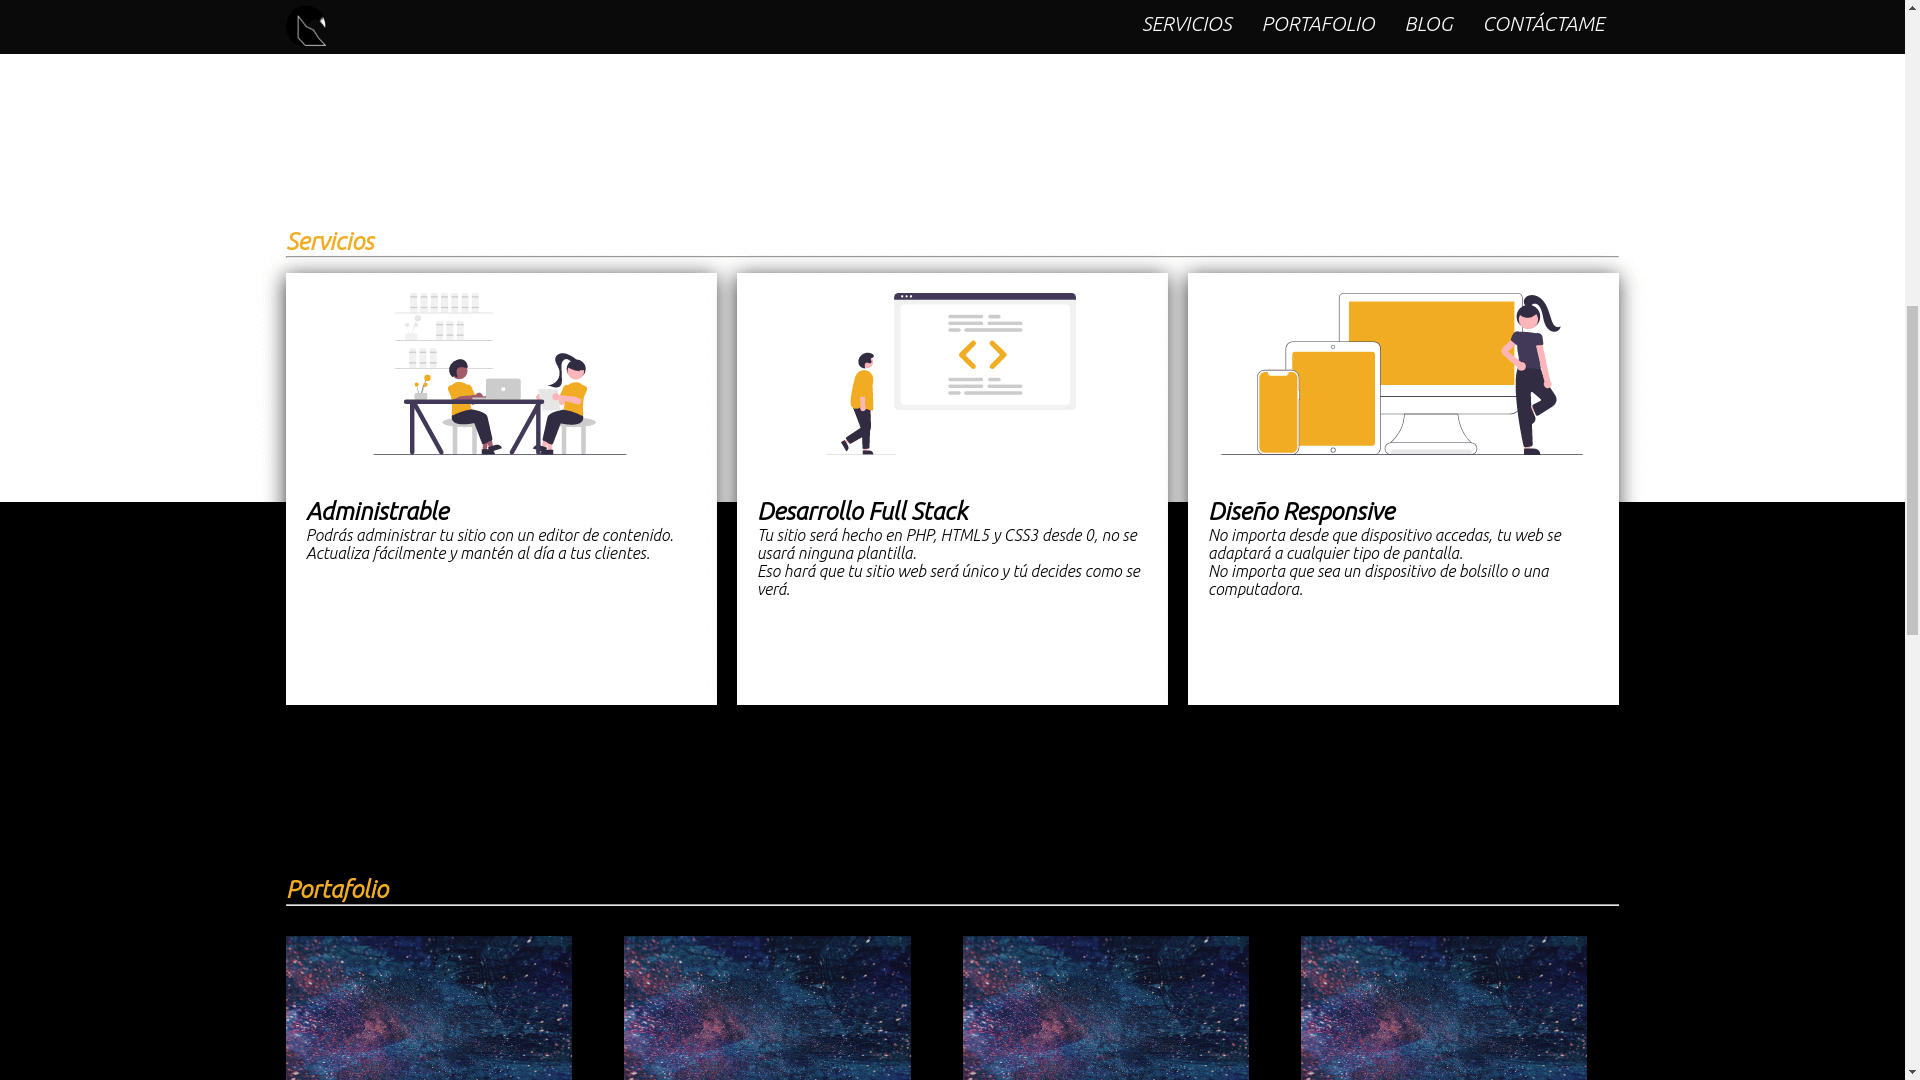 SERVICIOS PORTAFOLIO BLOG CONTÁCTAME
Servicios
Administrable
Podrás administrar tu sitio con un editor de contenido.
Actualiza fácilmente y mantén al día a tus clientes.
Desarrollo Full Stack
Tu sitio será hecho en PHP, HTML5 y CSS3 desde 0, no se
usará ninguna plantilla.
Eso hará que tu sitio web será único y tú decides como se
verá.
Diseño Responsive
No importa desde que dispositivo accedas, tu web se
adaptará a cualquier tipo de pantalla.
No importa que sea un dispositivo de bolsillo o una
computadora.
Portafolio